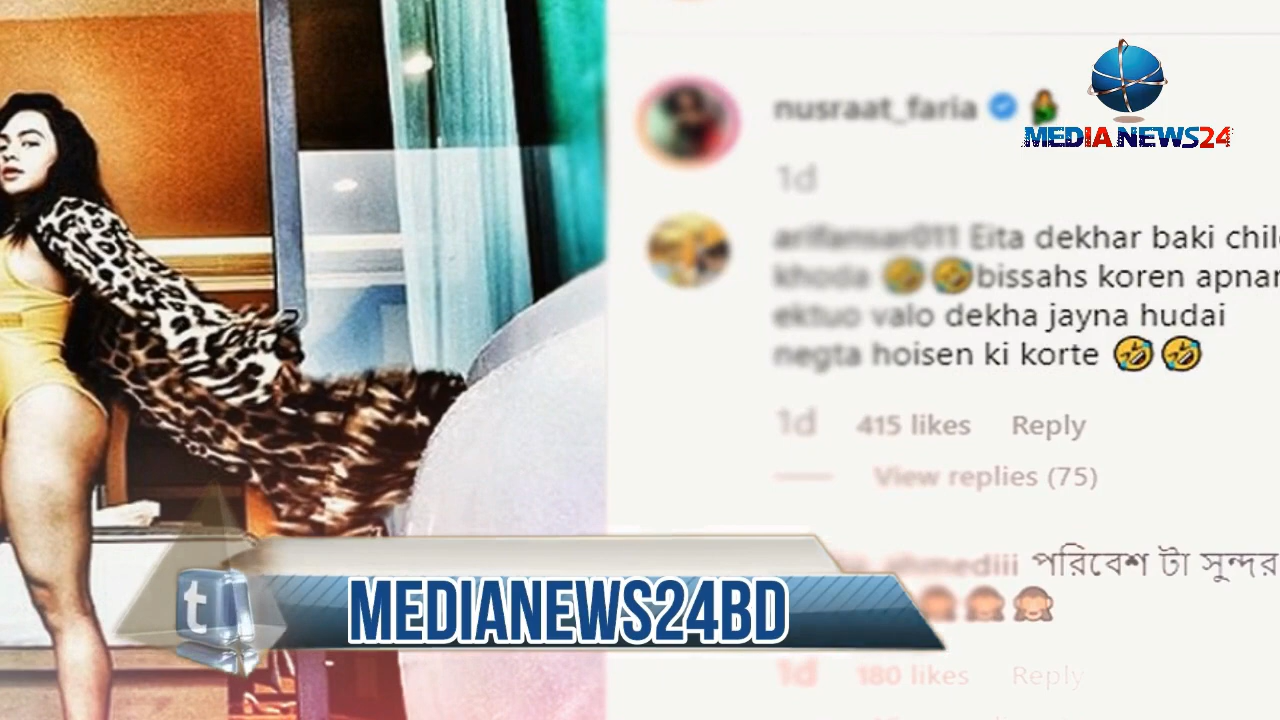 nusraat_faria
MEDIA NEWS24
1d
arifansar011 Eita dekhar baki chile
khoda 🤣🤣bissahs koren apnar
ektuo valo dekha jayna hudai
negta hoisen ki korte 🤣🤣
1d 415 likes Reply
View replies (75)
পরিবেশ টা সুন্দর
🙈🙈🙈
1d 180 likes Reply
t
MEDIANEWS24BD